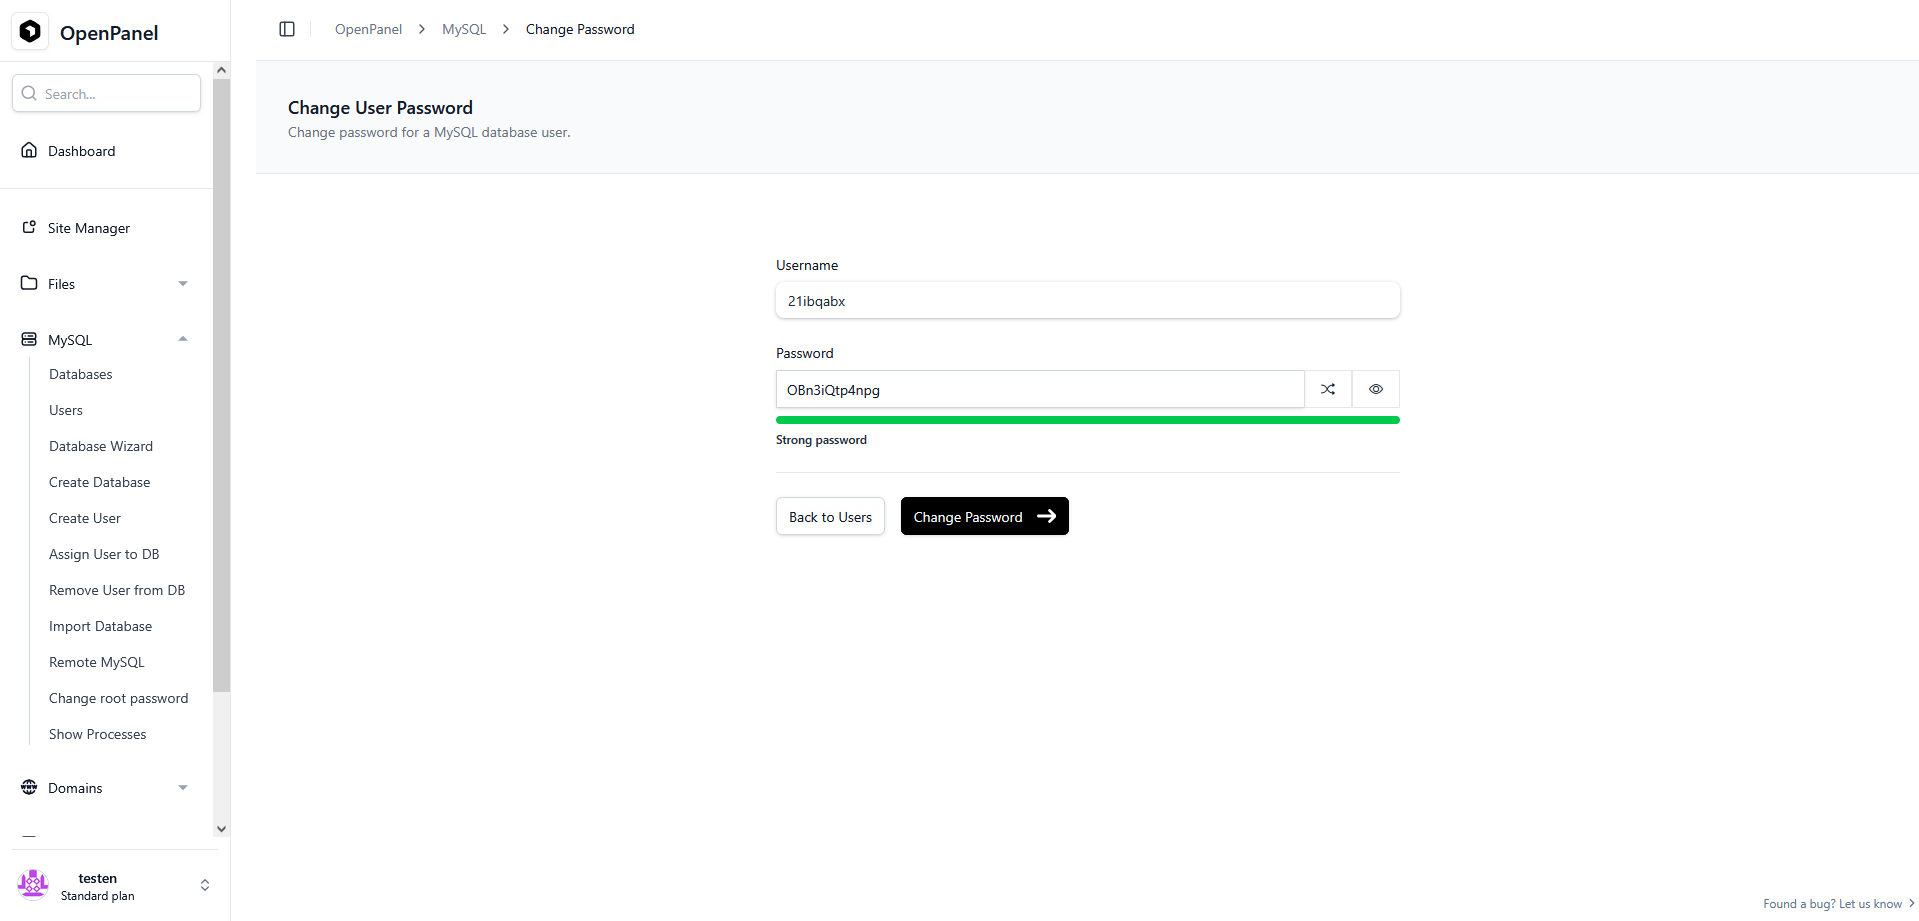 OpenPanel
Search...
Dashboard
Site Manager
Files
MySQL
Databases
Users
Database Wizard
Create Database
Create User
Assign User to DB
Remove User from DB
Import Database
Remote MySQL
Change root password
Show Processes
Domains
testen
Standard plan
OpenPanel > MySQL > Change Password
Change User Password
Change password for a MySQL database user.
Username
21ibqabx
Password
OBn3iQtp4npg
Strong password
Back to Users
Change Password
Found a bug? Let us know